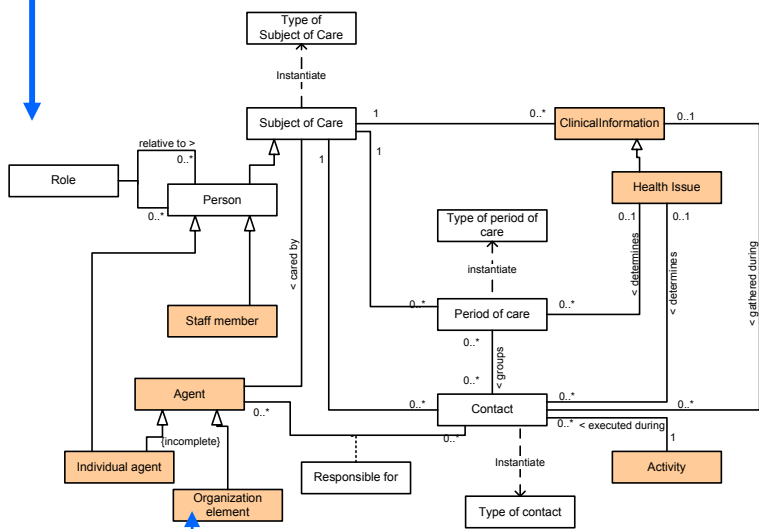 Type of
Subject of Care
Instantiate
Subject of Care
1
0..*
ClinicalInformation
0..1
1
1
relative to >
0..*
Role
Person
0..*
Health Issue
0..1
0..1
Type of period of
care
instantiate
< cared by
< determines
< determines
< gathered during
Staff member
0..*
Period of care
0..*
0..*
< groups
0..*
Agent
0..*
0..*
Contact
0..*
0..*
0..*
0..*
< executed during
1
{incomplete}
Individual agent
Responsible for
Instantiate
Activity
Organization
element
Type of contact